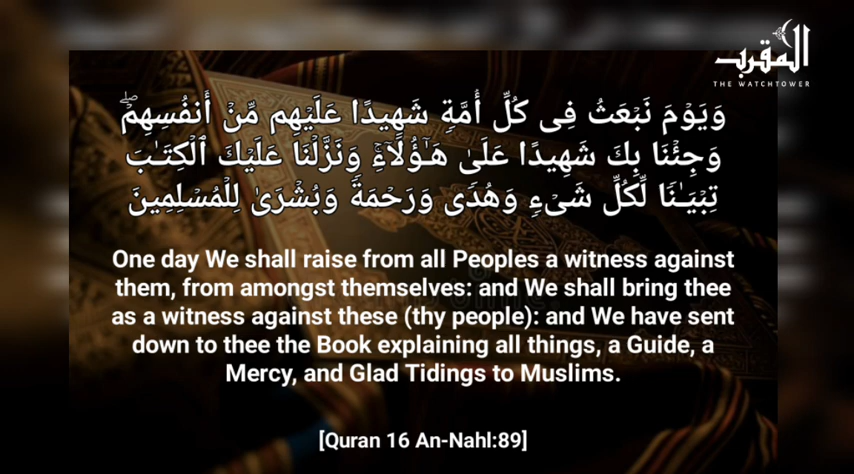 المقرب
THE WATCHTOWER
وَيَوْمَ نَبْعَثُ فِى كُلِّ أُمَّةٍۢ شَهِيدًا عَلَيْهِم مِّنْ أَنفُسِهِمْ ۖ
وَجِئْنَا بِكَ شَهِيدًا عَلَىٰ هَـٰٓؤُلَآءِ ۚ وَنَزَّلْنَا عَلَيْكَ ٱلْكِتَـٰبَ
تِبْيَـٰنًۭا لِّكُلِّ شَىْءٍۢ وَهُدًۭى وَرَحْمَةًۭ وَبُشْرَىٰ لِلْمُسْلِمِينَ
One day We shall raise from all Peoples a witness against
them, from amongst themselves: and We shall bring thee
as a witness against these (thy people): and We have sent
down to thee the Book explaining all things, a Guide, a
Mercy, and Glad Tidings to Muslims.
[Quran 16 An-Nahl:89]